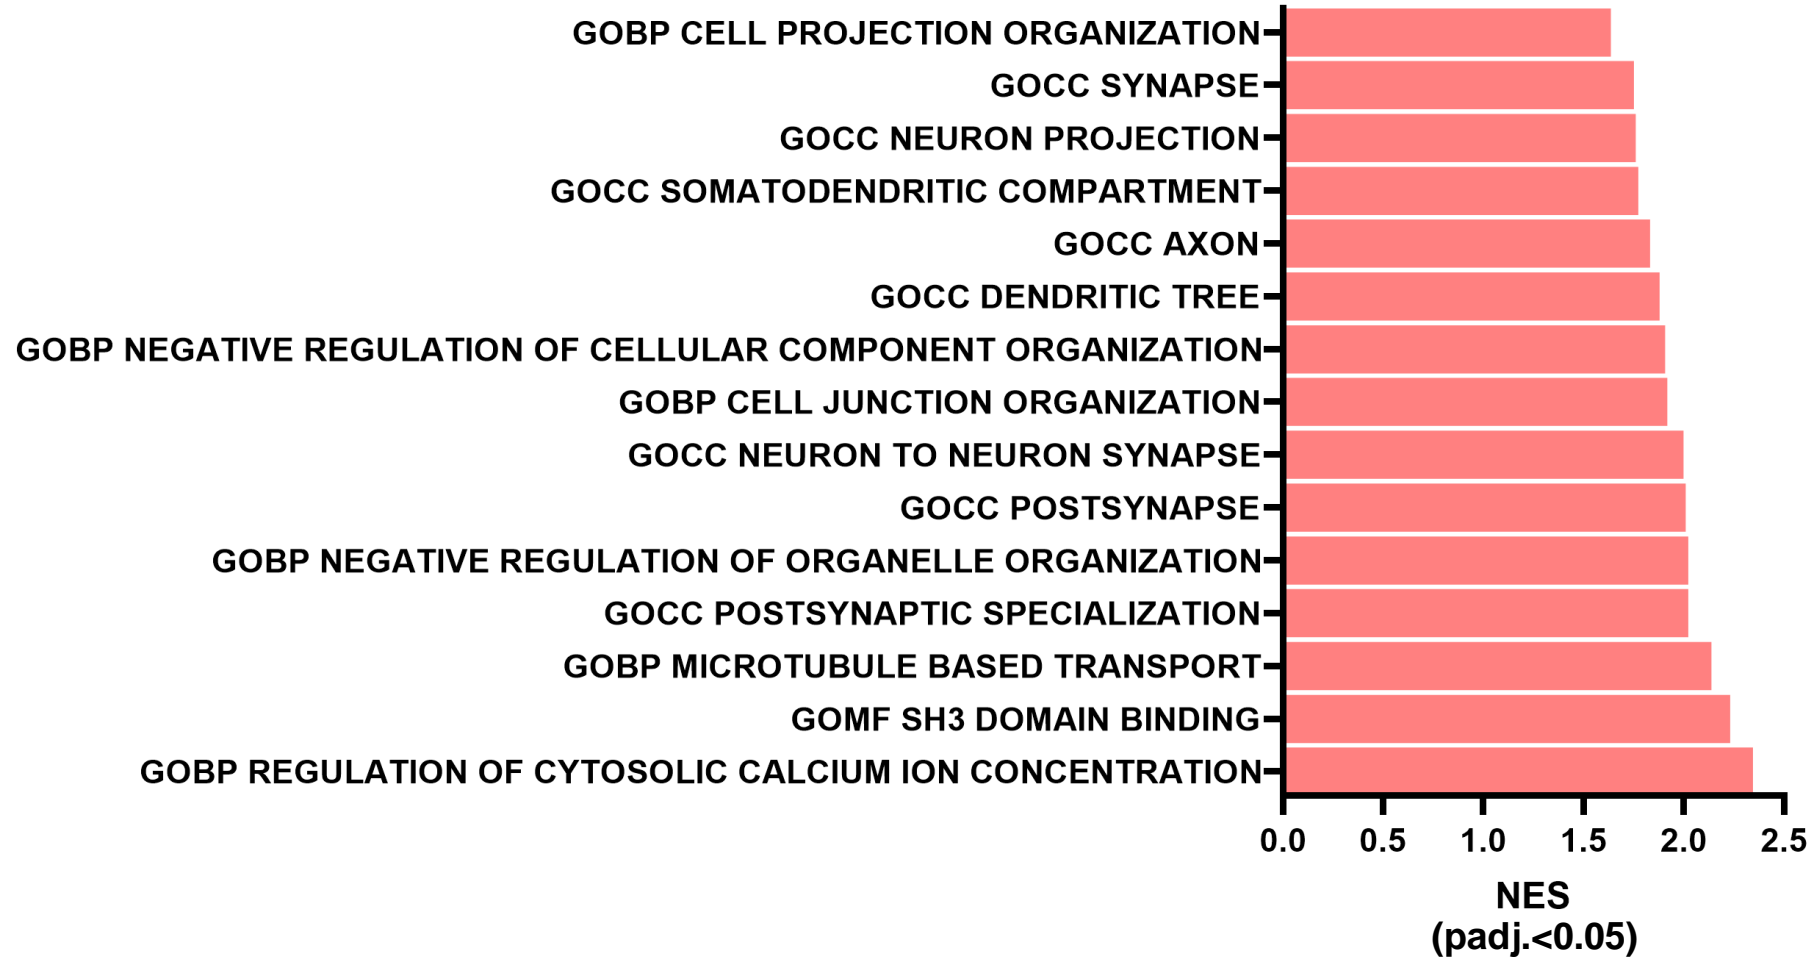 GOBP CELL PROJECTION ORGANIZATION
GOCC SYNAPSE
GOCC NEURON PROJECTION
GOCC SOMATODENDRITIC COMPARTMENT
GOCC AXON
GOCC DENDRITIC TREE
GOBP NEGATIVE REGULATION OF CELLULAR COMPONENT ORGANIZATION
GOBP CELL JUNCTION ORGANIZATION
GOCC NEURON TO NEURON SYNAPSE
GOCC POSTSYNAPSE
GOBP NEGATIVE REGULATION OF ORGANELLE ORGANIZATION
GOCC POSTSYNAPTIC SPECIALIZATION
GOBP MICROTUBULE BASED TRANSPORT
GOMF SH3 DOMAIN BINDING
GOBP REGULATION OF CYTOSOLIC CALCIUM ION CONCENTRATION
0.0 0.5 1.0 1.5 2.0 2.5
NES
(padj.<0.05)